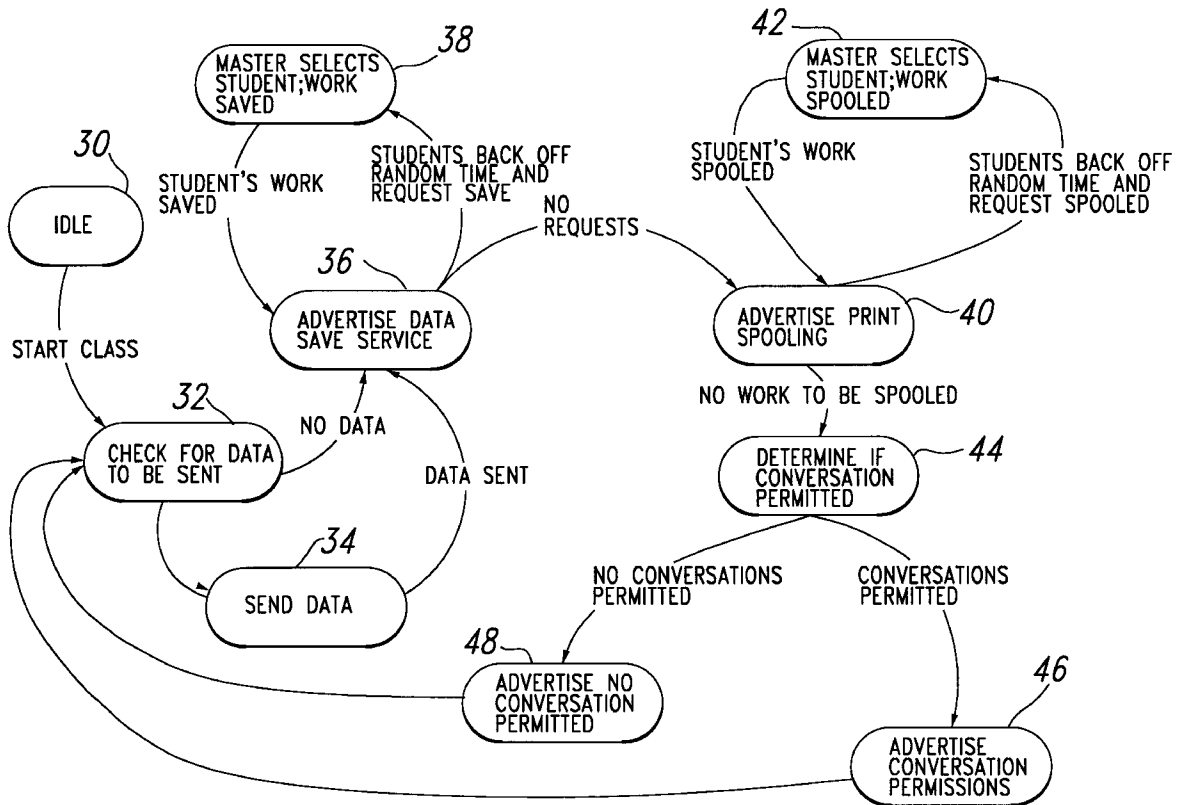 38
MASTER SELECTS
STUDENT;WORK
SAVED
42
MASTER SELECTS
STUDENT;WORK
SPOOLED
30
IDLE
STUDENT'S WORK
SAVED
STUDENTS BACK OFF
RANDOM TIME AND
REQUEST SAVE
NO
REQUESTS
STUDENT'S WORK
SPOOLED
STUDENTS BACK OFF
RANDOM TIME AND
REQUEST SPOOLED
36
ADVERTISE DATA
SAVE SERVICE
40
ADVERTISE PRINT
SPOOLING
START CLASS
32
CHECK FOR DATA
TO BE SENT
NO DATA
DATA SENT
NO WORK TO BE SPOOLED
44
DETERMINE IF
CONVERSATION
PERMITTED
34
SEND DATA
NO CONVERSATIONS
PERMITTED
CONVERSATIONS
PERMITTED
48
ADVERTISE NO
CONVERSATION
PERMITTED
46
ADVERTISE
CONVERSATION
PERMISSIONS